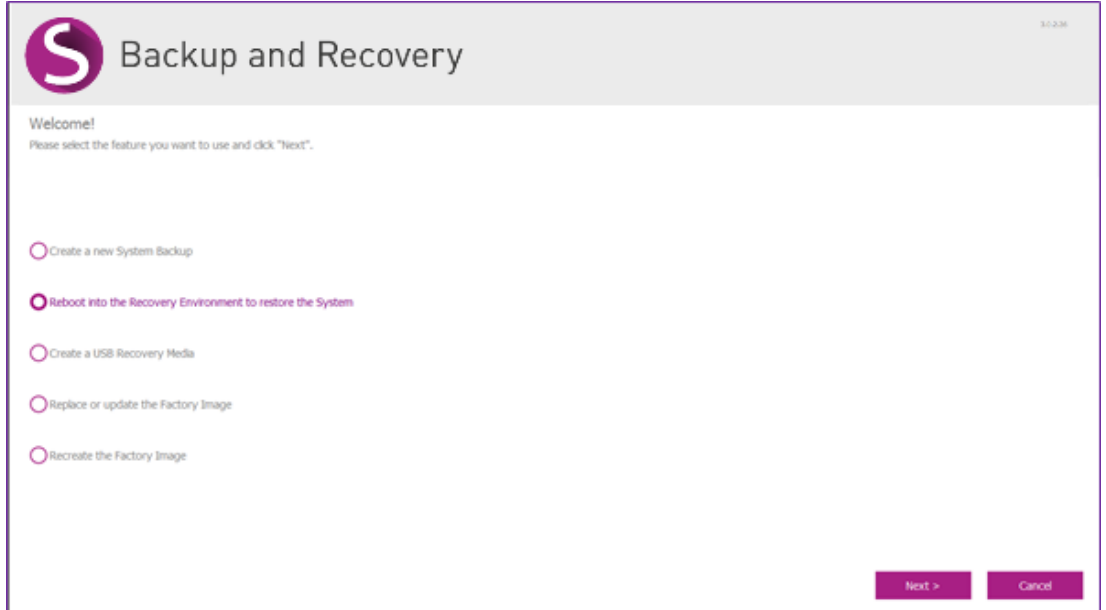 S
Backup and Recovery
Welcome!
Please select the feature you want to use and click "Next".
Create a new System Backup
Reboot into the Recovery Environment to restore the System
Create a USB Recovery Media
Replace or update the Factory Image
Recreate the Factory Image
Next >
Cancel